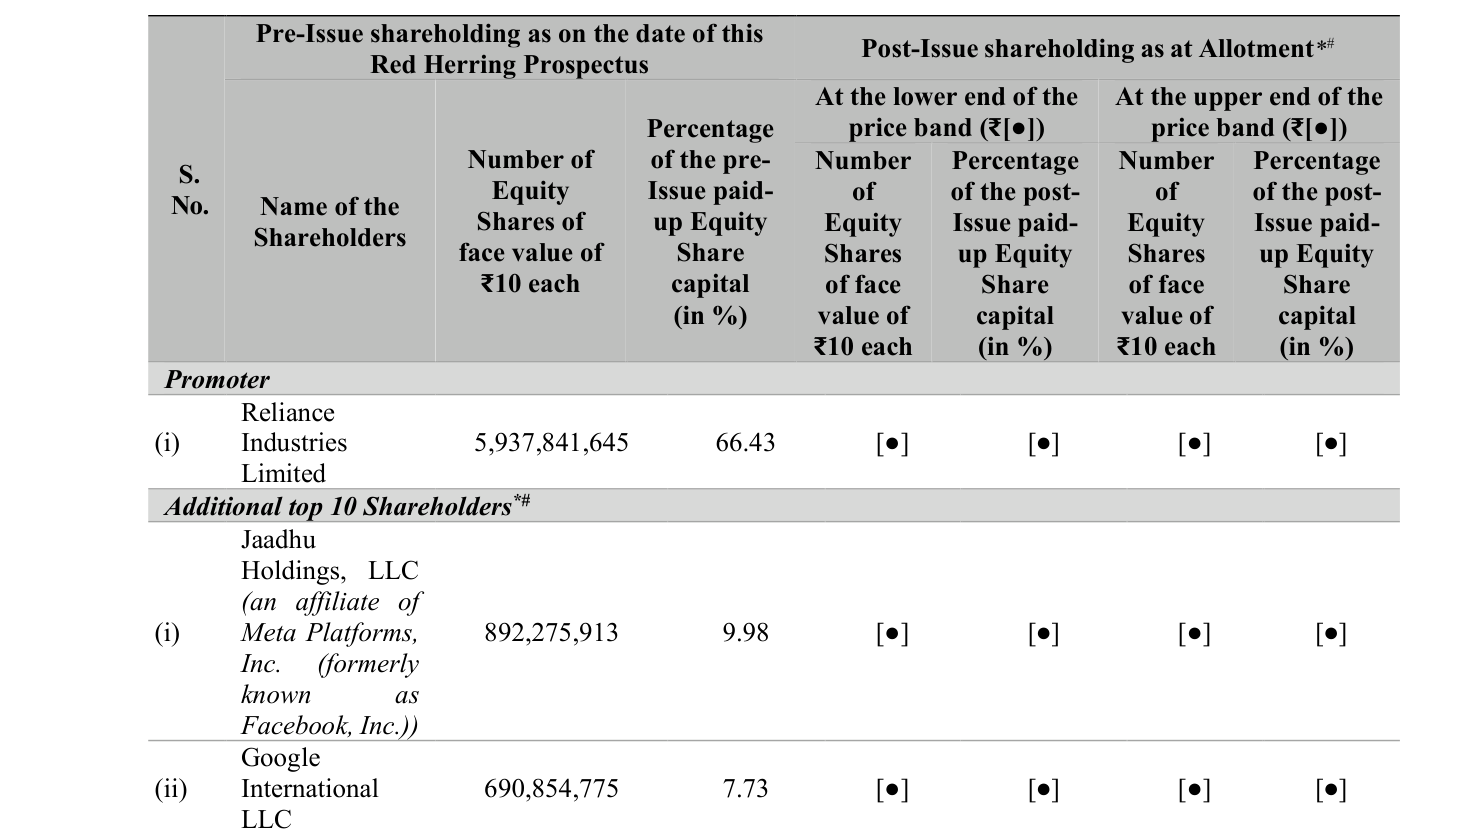 Pre-Issue shareholding as on the date of this
Red Herring Prospectus
Post-Issue shareholding as at Allotment*#
S.
No.
Name of the
Shareholders
Number of
Equity
Shares of
face value of
₹10 each
Percentage
of the pre-
Issue paid-
up Equity
Share
capital
(in %)
At the lower end of the
price band (₹[●])
At the upper end of the
price band (₹[●])
Number
of
Equity
Shares
of face
value of
₹10 each
Percentage
of the post-
Issue paid-
up Equity
Share
capital
(in %)
Number
of
Equity
Shares
of face
value of
₹10 each
Percentage
of the post-
Issue paid-
up Equity
Share
capital
(in %)
Promoter
(i)
Reliance
Industries
Limited
5,937,841,645
66.43
[●]
[●]
[●]
[●]
Additional top 10 Shareholders*#
(i)
Jaadhu
Holdings, LLC
(an affiliate of
Meta Platforms,
Inc. (formerly
known as
Facebook, Inc.))
892,275,913
9.98
[●]
[●]
[●]
[●]
(ii)
Google
International
LLC
690,854,775
7.73
[●]
[●]
[●]
[●]